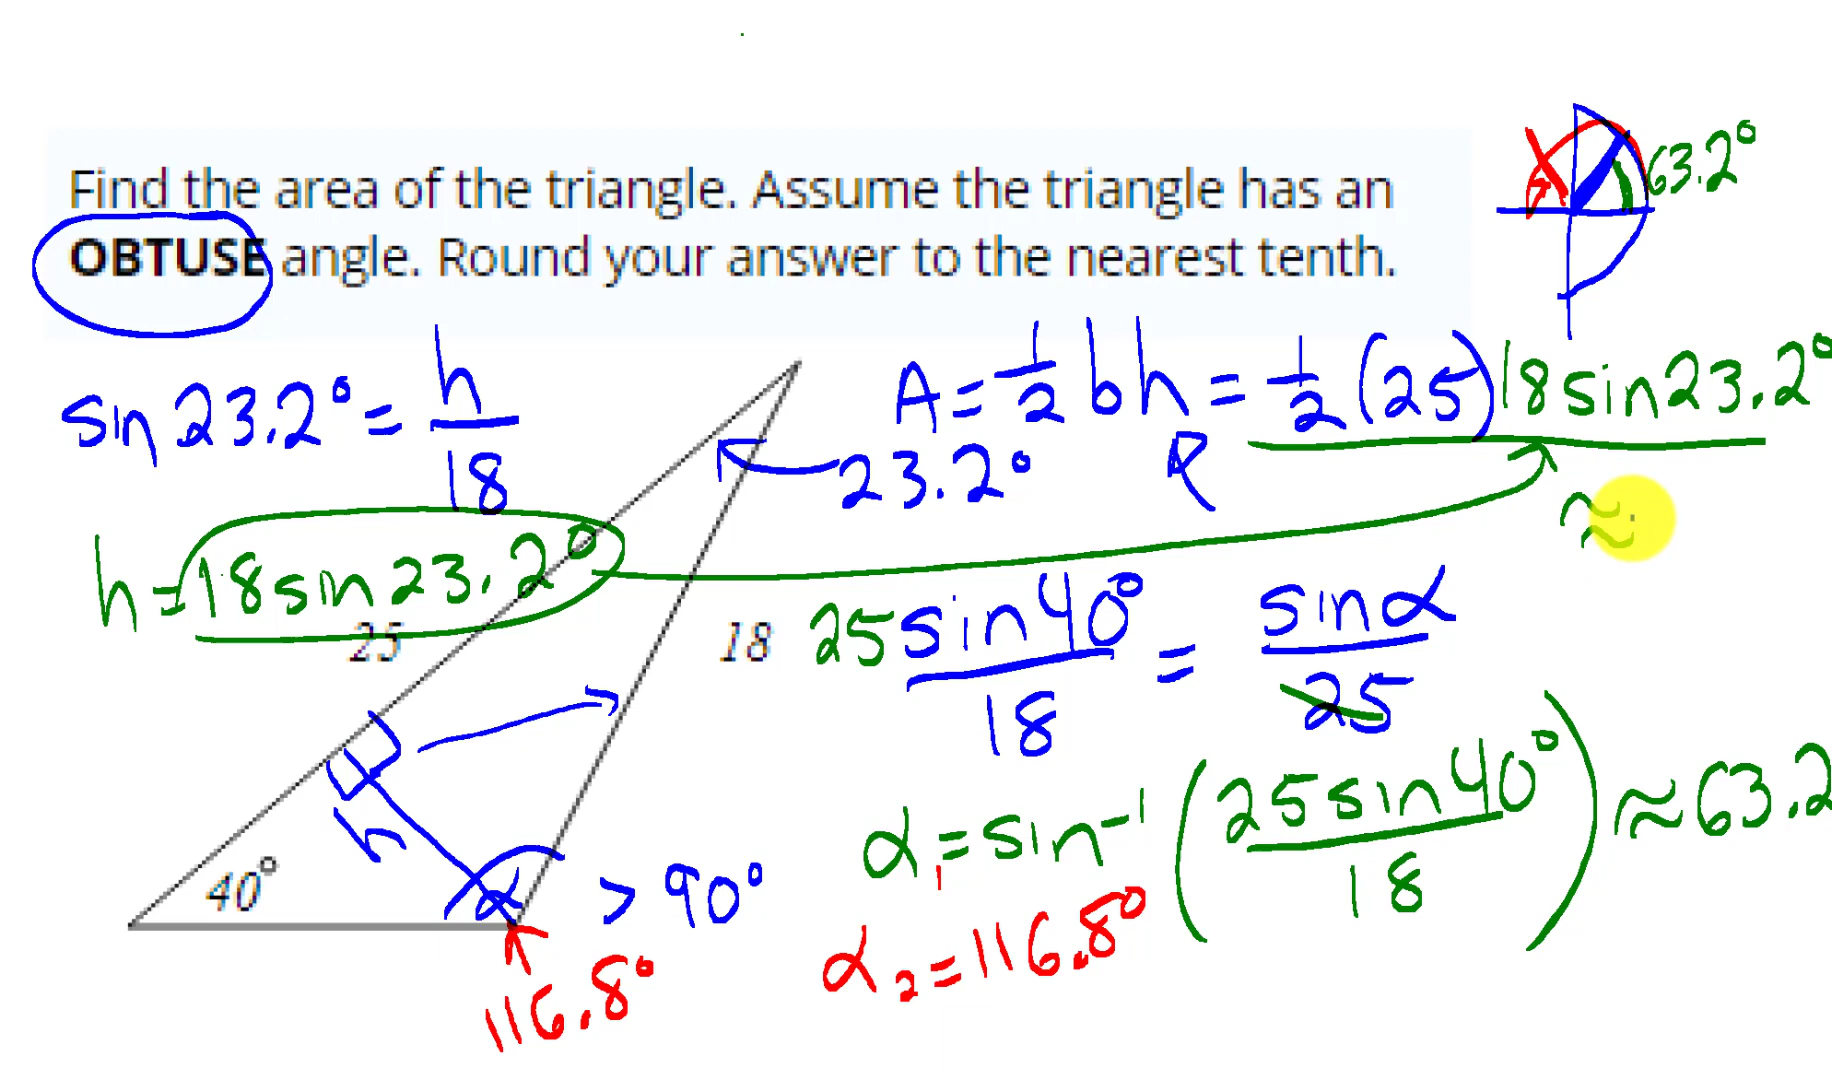 Find the area of the triangle. Assume the triangle has an
OBTUSE angle. Round your answer to the nearest tenth.
63.2°
sin 23.2° = h/18
A = 1/2 bh = 1/2 (25) 18 sin 23.2°
23.2°
≈
h = 18 sin 23.2°
25
18
25 sin 40°/18 = sin α/25
h
α₁ = sin⁻¹ (25 sin 40°/18) ≈ 63.2
40°
α > 90°
α₂ = 116.8°
116.8°